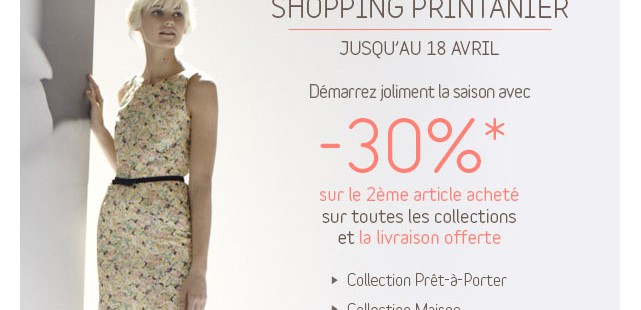 SHOPPING PRINTANIER
JUSQU'AU 18 AVRIL
Démarrez joliment la saison avec
-30%*
sur le 2ème article acheté
sur toutes les collections
et la livraison offerte
Collection Prêt-à-Porter
Collection Maison